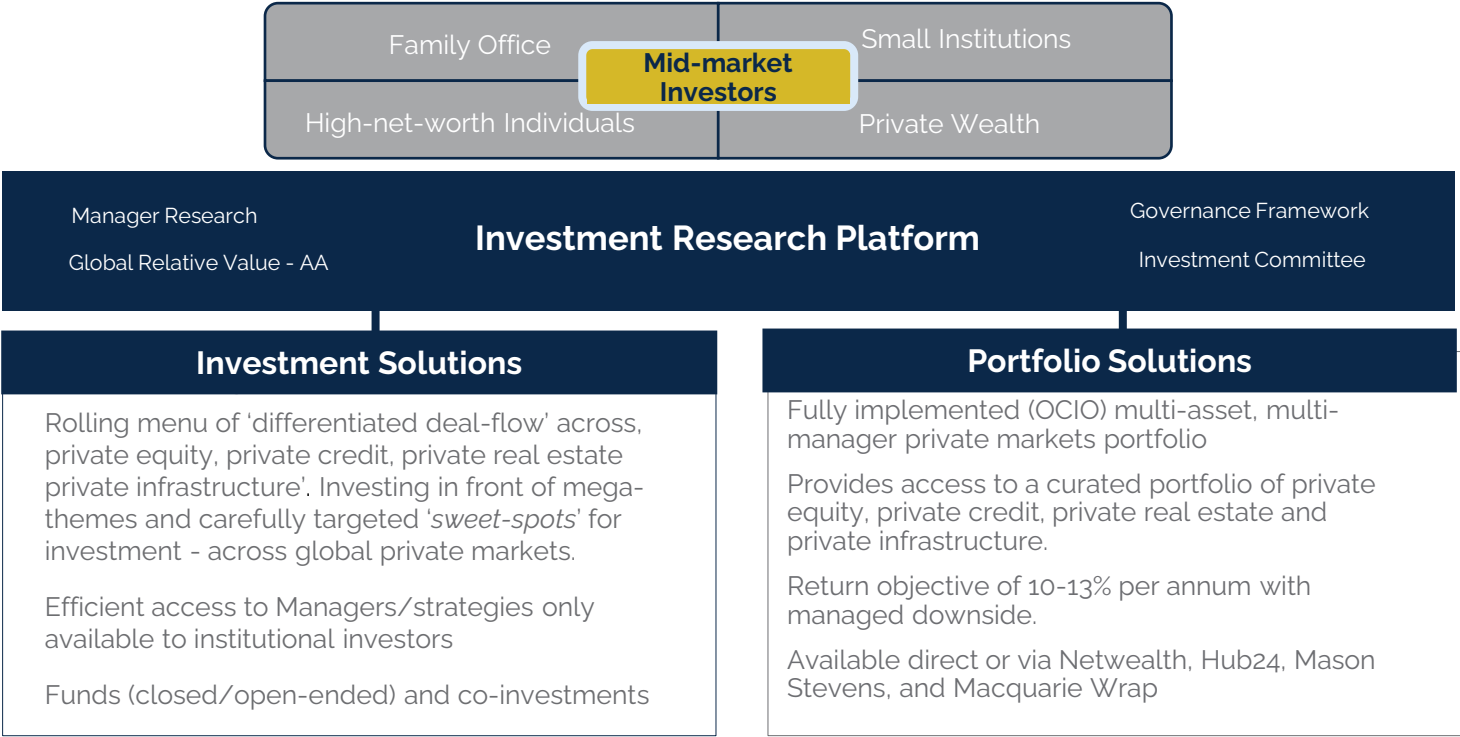 Family Office
Small Institutions
Mid-market
Investors
High-net-worth Individuals
Private Wealth
Manager Research
Global Relative Value - AA
Investment Research Platform
Governance Framework
Investment Committee
Investment Solutions
Rolling menu of ‘differentiated deal-flow’ across,
private equity, private credit, private real estate
private infrastructure’. Investing in front of mega-
themes and carefully targeted ‘sweet-spots’ for
investment - across global private markets.
Efficient access to Managers/strategies only
available to institutional investors
Funds (closed/open-ended) and co-investments
Portfolio Solutions
Fully implemented (OCIO) multi-asset, multi-
manager private markets portfolio
Provides access to a curated portfolio of private
equity, private credit, private real estate and
private infrastructure.
Return objective of 10-13% per annum with
managed downside.
Available direct or via Netwealth, Hub24, Mason
Stevens, and Macquarie Wrap